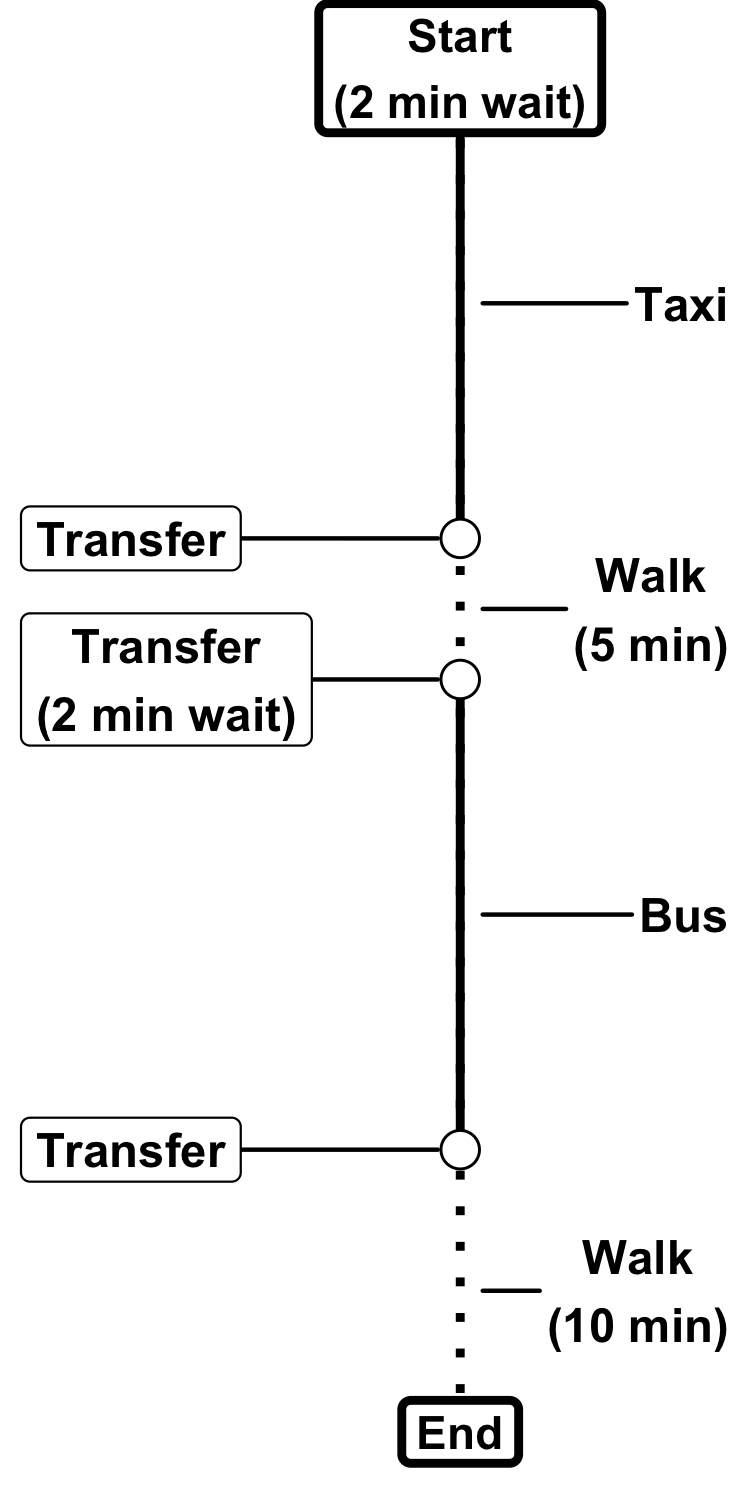 Start
(2 min wait)
Taxi
Transfer
Walk
(5 min)
Transfer
(2 min wait)
Bus
Transfer
Walk
(10 min)
End